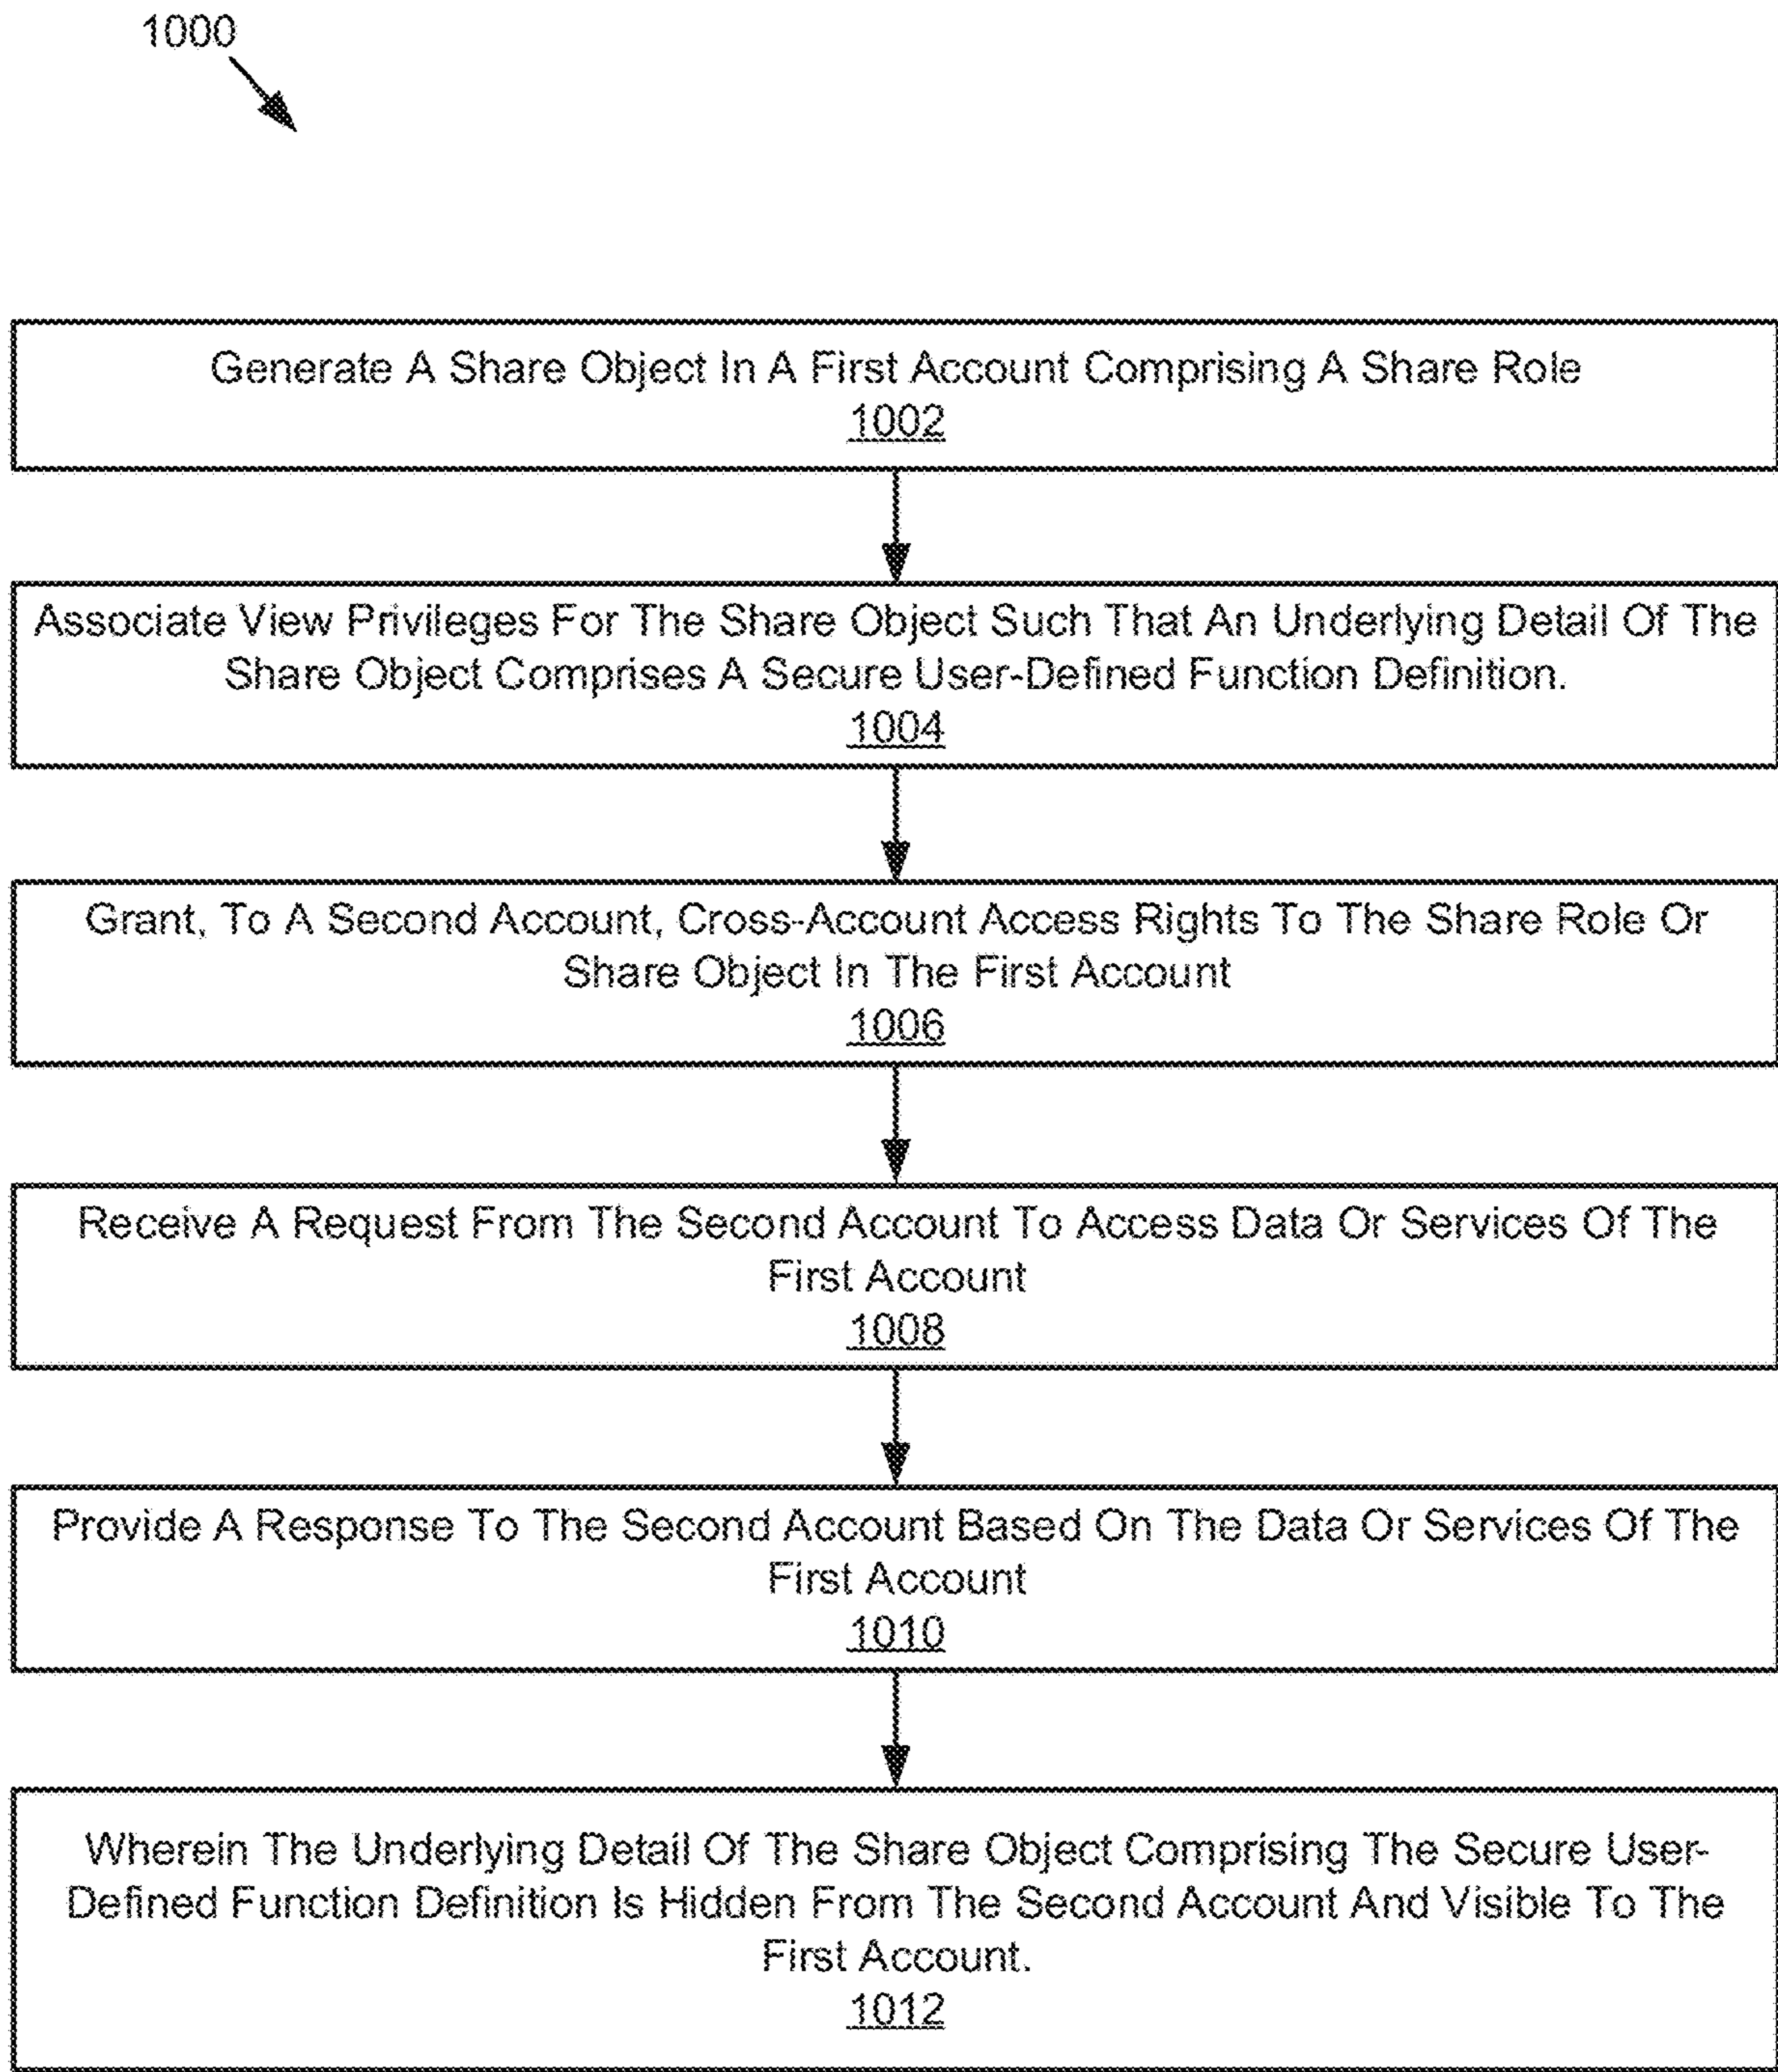 1000
Generate A Share Object In A First Account Comprising A Share Role
1002
Associate View Privileges For The Share Object Such That An Underlying Detail Of The
Share Object Comprises A Secure User-Defined Function Definition.
1004
Grant, To A Second Account, Cross-Account Access Rights To The Share Role Or
Share Object In The First Account
1006
Receive A Request From The Second Account To Access Data Or Services Of The
First Account
1008
Provide A Response To The Second Account Based On The Data Or Services Of The
First Account
1010
Wherein The Underlying Detail Of The Share Object Comprising The Secure User-
Defined Function Definition Is Hidden From The Second Account And Visible To The
First Account.
1012